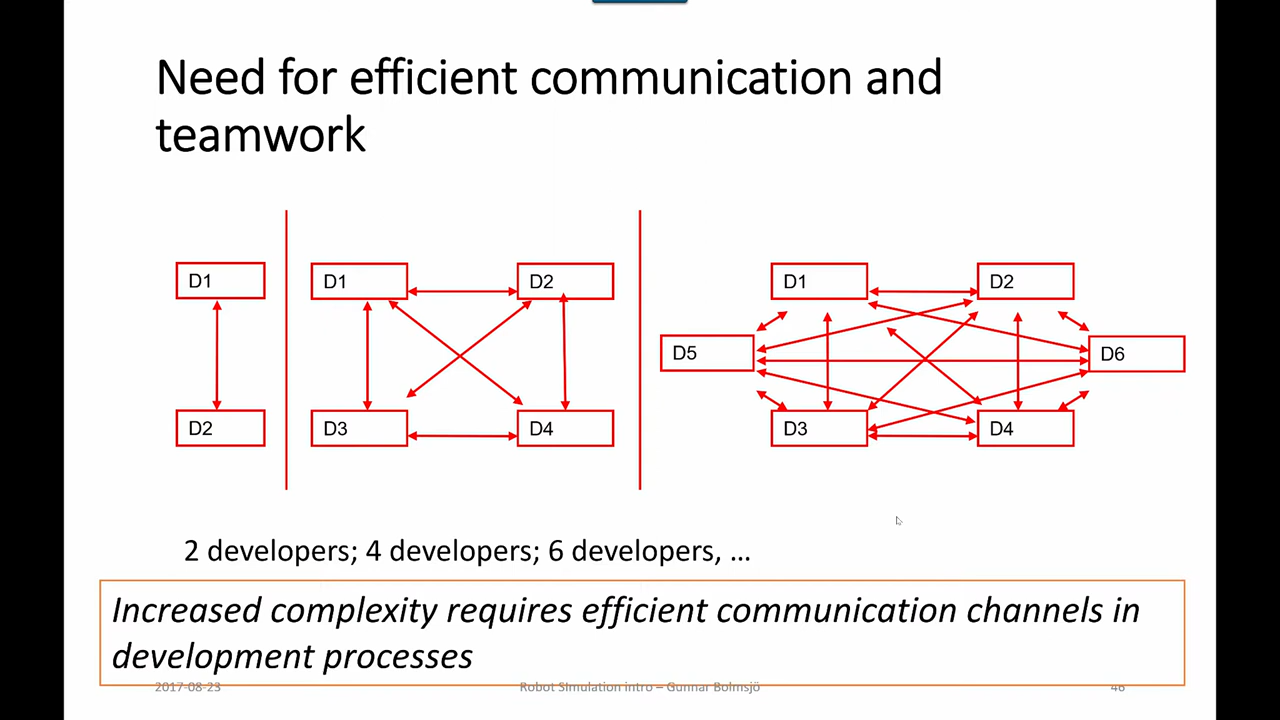 Need for efficient communication and
teamwork
D1
D2
D1
D2
D3
D4
D1
D2
D5
D6
D3
D4
2 developers; 4 developers; 6 developers, ...
Increased complexity requires efficient communication channels in
development processes
2017-08-23
Robot Simulation intro – Gunnar Bolmsjö
46